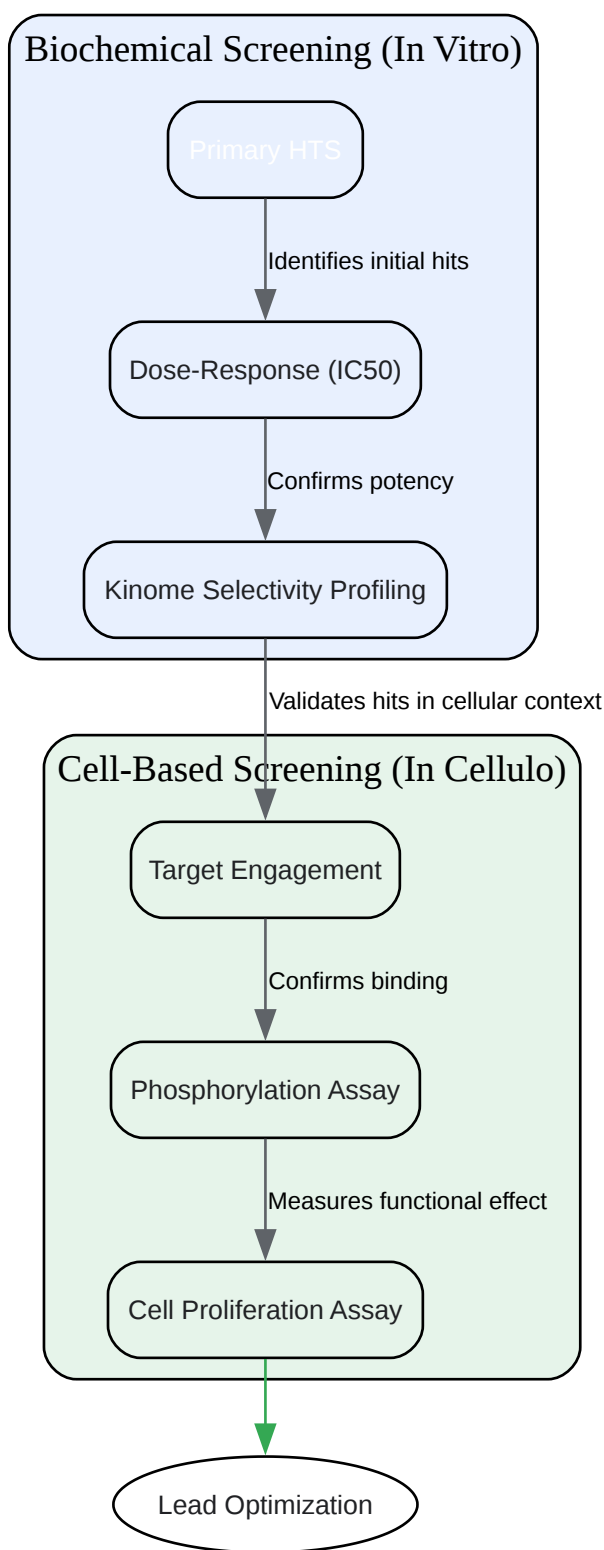 Biochemical Screening (In Vitro)
Primary HTS
Identifies initial hits
Dose-Response (IC50)
Confirms potency
Kinome Selectivity Profiling
Validates hits in cellular context
Cell-Based Screening (In Cellulo)
Target Engagement
Confirms binding
Phosphorylation Assay
Measures functional effect
Cell Proliferation Assay
Lead Optimization